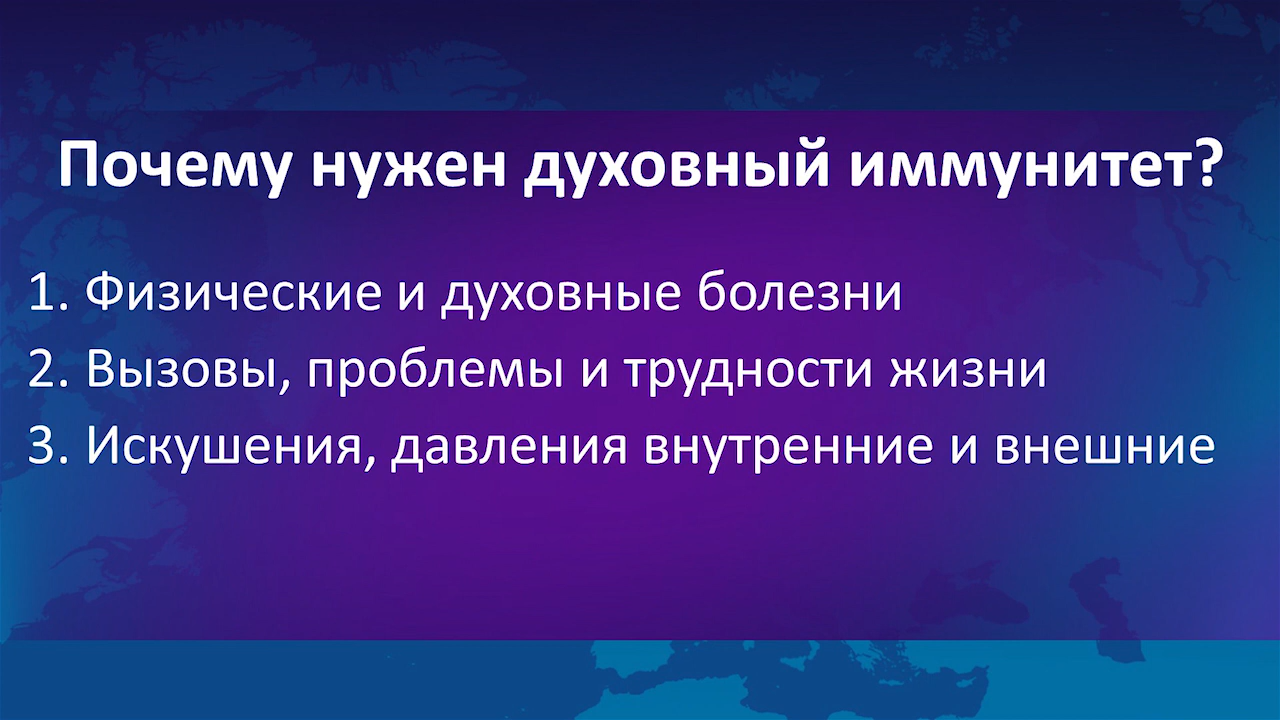 Почему нужен духовный иммунитет?
1. Физические и духовные болезни
2. Вызовы, проблемы и трудности жизни
3. Искушения, давления внутренние и внешние